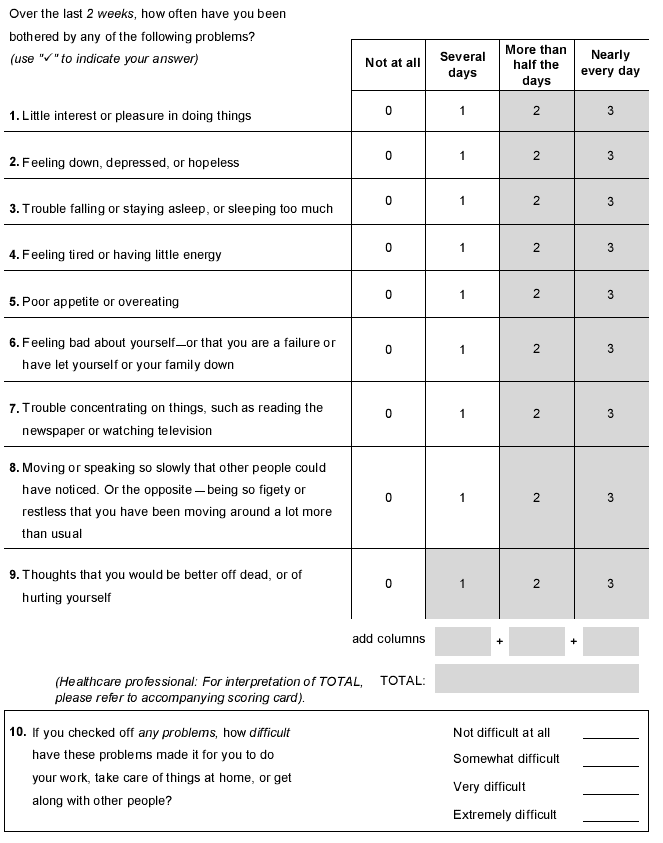 Over the last 2 weeks, how often have you been
bothered by any of the following problems?
(use "✓" to indicate your answer)
Not at all
Several
days
More than
half the
days
Nearly
every day
1. Little interest or pleasure in doing things
0 1 2 3
2. Feeling down, depressed, or hopeless
0 1 2 3
3. Trouble falling or staying asleep, or sleeping too much
0 1 2 3
4. Feeling tired or having little energy
0 1 2 3
5. Poor appetite or overeating
0 1 2 3
6. Feeling bad about yourself—or that you are a failure or
have let yourself or your family down
0 1 2 3
7. Trouble concentrating on things, such as reading the
newspaper or watching television
0 1 2 3
8. Moving or speaking so slowly that other people could
have noticed. Or the opposite — being so figety or
restless that you have been moving around a lot more
than usual
0 1 2 3
9. Thoughts that you would be better off dead, or of
hurting yourself
0 1 2 3
add columns + +
(Healthcare professional: For interpretation of TOTAL,
please refer to accompanying scoring card).
TOTAL:
10. If you checked off any problems, how difficult
have these problems made it for you to do
your work, take care of things at home, or get
along with other people?
Not difficult at all
Somewhat difficult
Very difficult
Extremely difficult